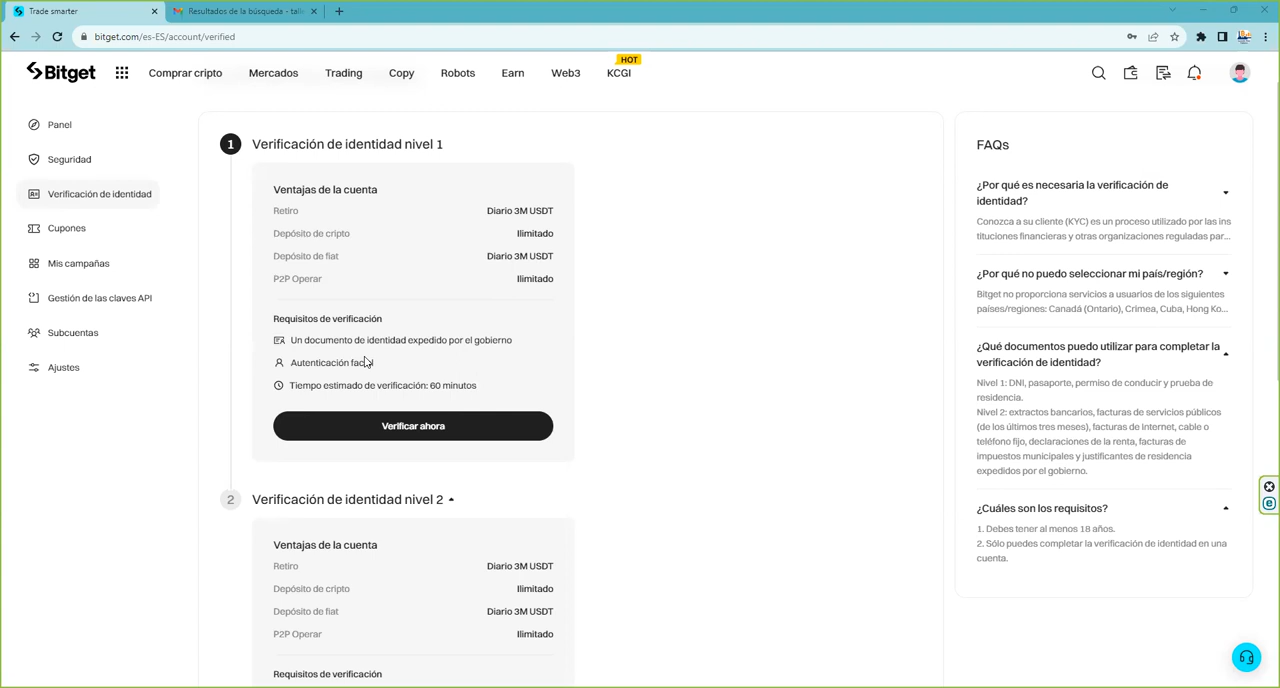 Trade smarter
Resultados de la búsqueda - tall
bitget.com/es-ES/account/verified
Bitget
Comprar cripto
Mercados
Trading
Copy
Robots
Earn
Web3
HOT
KCGI
Panel
Seguridad
Verificación de identidad
Cupones
Mis campañas
Gestión de las claves API
Subcuentas
Ajustes
1
Verificación de identidad nivel 1
Ventajas de la cuenta
Retiro Diario 3M USDT
Depósito de cripto Ilimitado
Depósito de fiat Diario 3M USDT
P2P Operar Ilimitado
Requisitos de verificación
Un documento de identidad expedido por el gobierno
Autenticación facial
Tiempo estimado de verificación: 60 minutos
Verificar ahora
2
Verificación de identidad nivel 2
Ventajas de la cuenta
Retiro Diario 3M USDT
Depósito de cripto Ilimitado
Depósito de fiat Diario 3M USDT
P2P Operar Ilimitado
Requisitos de verificación
FAQs
¿Por qué es necesaria la verificación de
identidad?
Conozca a su cliente (KYC) es un proceso utilizado por las ins
tituciones financieras y otras organizaciones reguladas par...
¿Por qué no puedo seleccionar mi país/región?
Bitget no proporciona servicios a usuarios de los siguientes
países/regiones: Canadá (Ontario), Crimea, Cuba, Hong Ko...
¿Qué documentos puedo utilizar para completar la
verificación de identidad?
Nivel 1: DNI, pasaporte, permiso de conducir y prueba de
residencia.
Nivel 2: extractos bancarios, facturas de servicios públicos
(de los últimos tres meses), facturas de Internet, cable o
teléfono fijo, declaraciones de la renta, facturas de
impuestos municipales y justificantes de residencia
expedidos por el gobierno.
¿Cuáles son los requisitos?
1. Debes tener al menos 18 años.
2. Sólo puedes completar la verificación de identidad en una
cuenta.